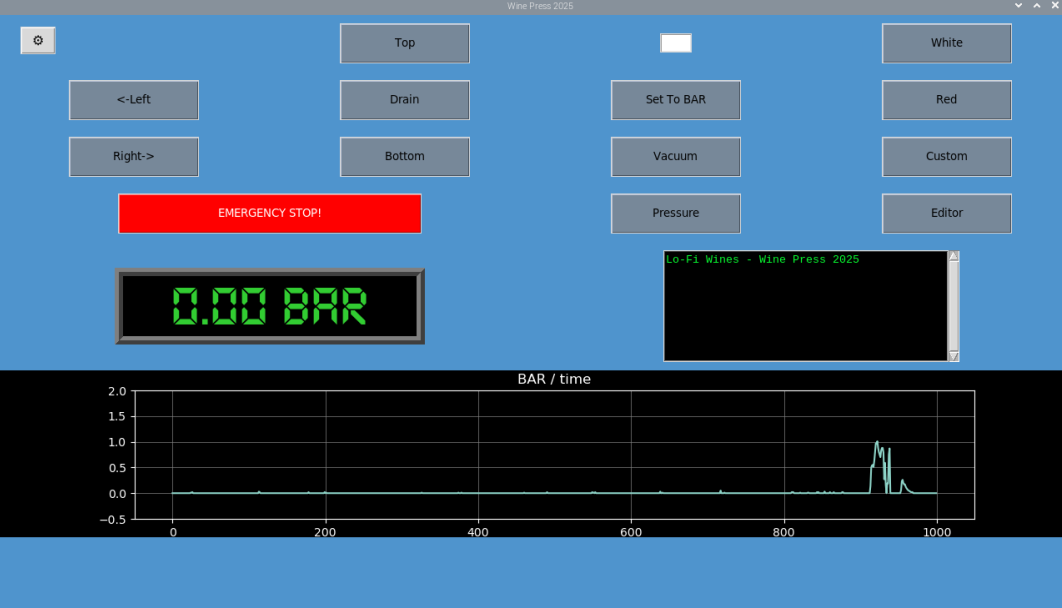 Wine Press 2025
Top
White
<-Left
Drain
Set To BAR
Red
Right->
Bottom
Vacuum
Custom
EMERGENCY STOP!
Pressure
Editor
Lo-Fi Wines - Wine Press 2025
0.00 BAR
BAR / time
2.0
1.5
1.0
0.5
0.0
−0.5
0 200 400 600 800 1000